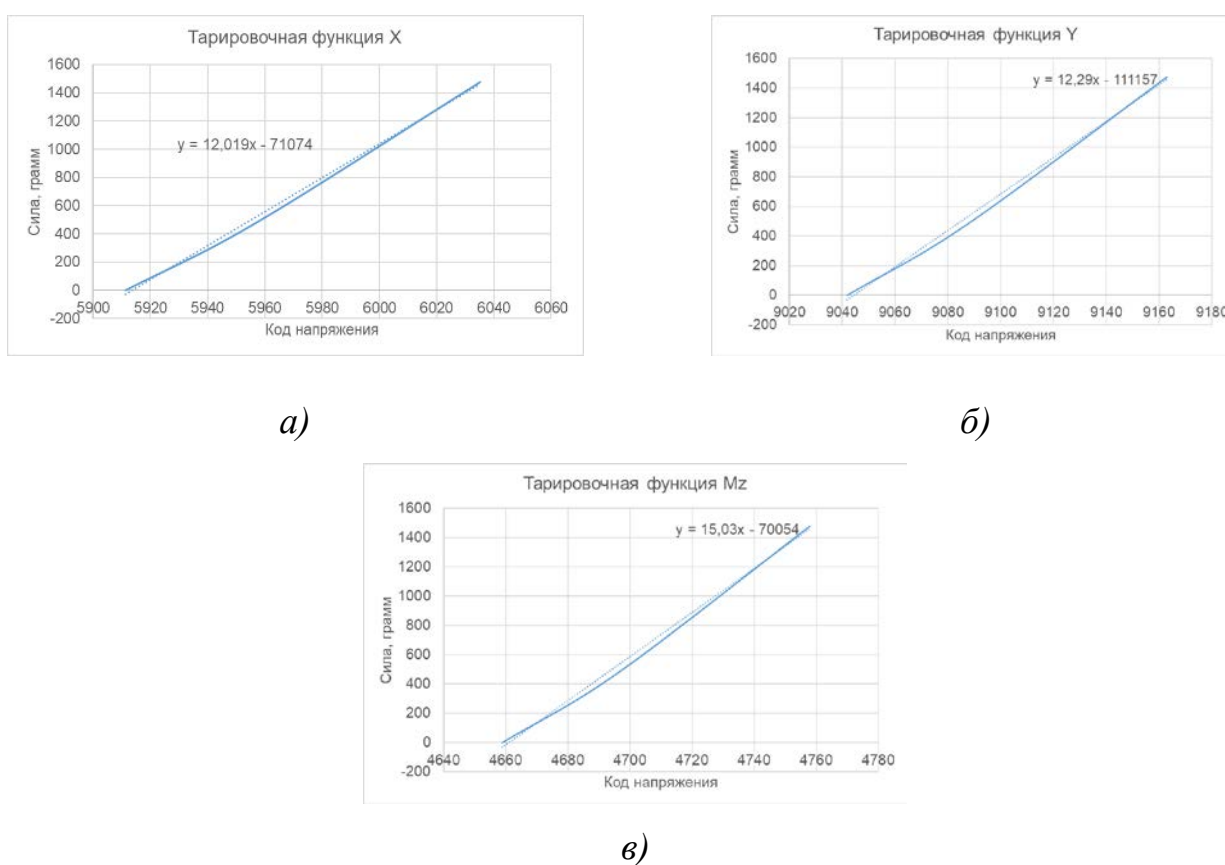 Тарировочная функция X
1600
1400
1200
1000
800
600
400
200
0
-200
Сила, грамм
y = 12,019x - 71074
5900 5920 5940 5960 5980 6000 6020 6040 6060
Код напряжения
а)
Тарировочная функция Y
1600
1400
1200
1000
800
600
400
200
0
-200
Сила, грамм
y = 12,29x - 111157
9020 9040 9060 9080 9100 9120 9140 9160 9180
Код напряжения
б)
Тарировочная функция Mz
1600
1400
1200
1000
800
600
400
200
0
-200
Сила, грамм
y = 15,03x - 70054
4640 4660 4680 4700 4720 4740 4760 4780
Код напряжения
в)